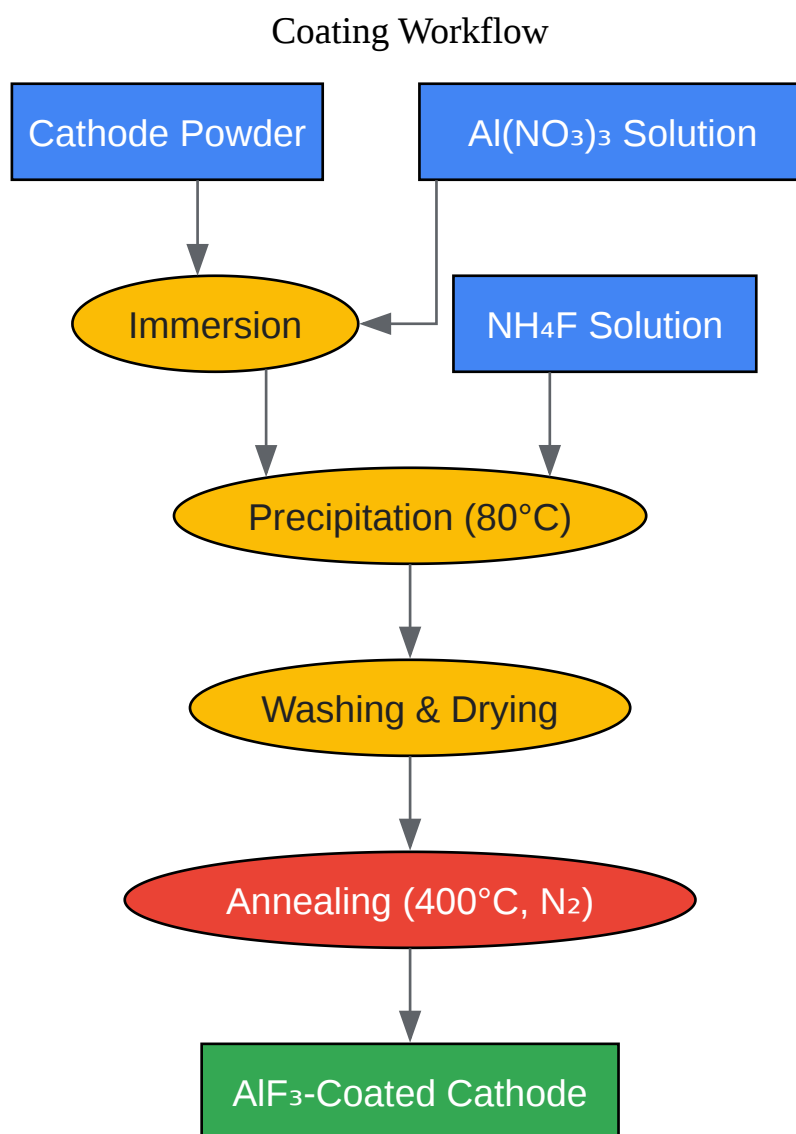 Coating Workflow
Cathode Powder
Al(NO₃)₃ Solution
Immersion
NH₄F Solution
Precipitation (80°C)
Washing & Drying
Annealing (400°C, N₂)
AlF₃-Coated Cathode